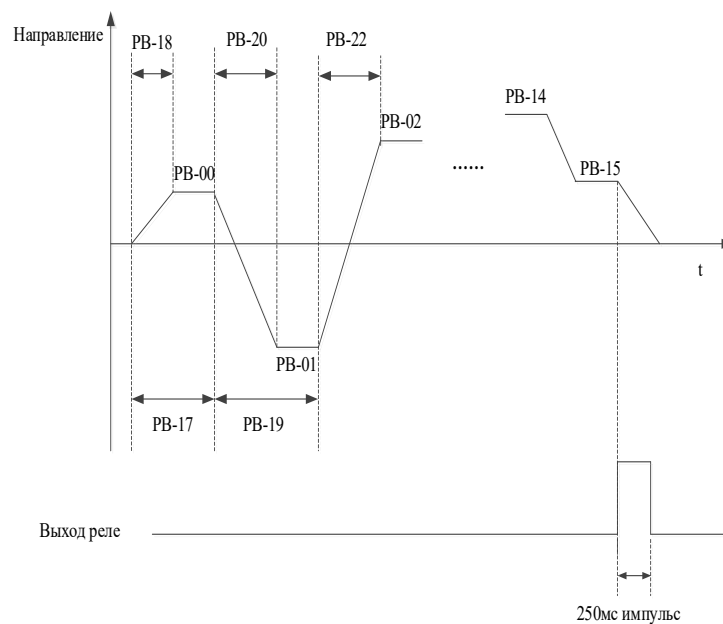 Направление
PB-18
PB-20
PB-22
PB-14
PB-02
PB-15
PB-00
t
PB-01
PB-17
PB-19
......
Выход реле
250мс импульс